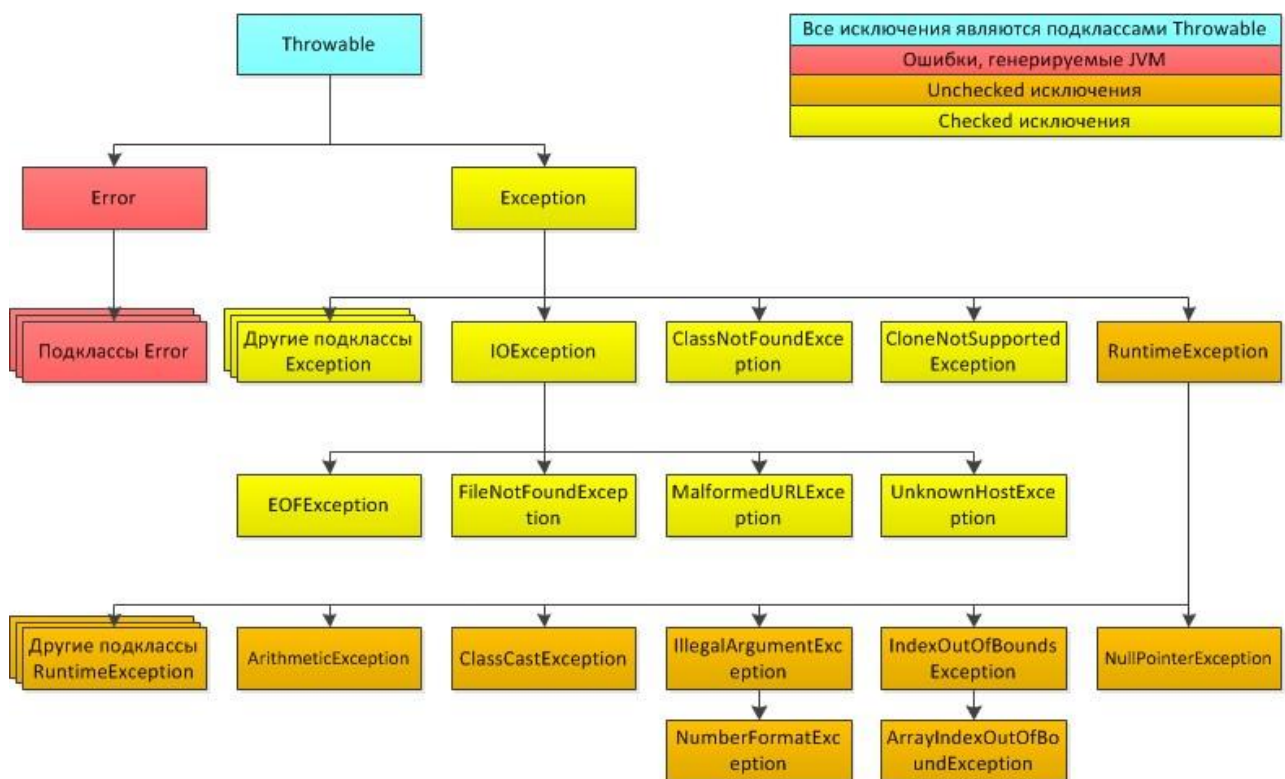 Throwable
Все исключения являются подклассами Throwable
Ошибки, генерируемые JVM
Unchecked исключения
Checked исключения
Error
Exception
Подклассы Error
Другие подклассы
Exception
IOException
ClassNotFoundExce
ption
CloneNotSupported
Exception
RuntimeException
EOFException
FileNotFoundExcep
tion
MalformedURLExce
ption
UnknownHostExce
ption
Другие подклассы
RuntimeException
ArithmeticException
ClassCastException
IllegalArgumentExc
eption
IndexOutOfBounds
Exception
NullPointerException
NumberFormatExc
eption
ArrayIndexOutOfBo
undException